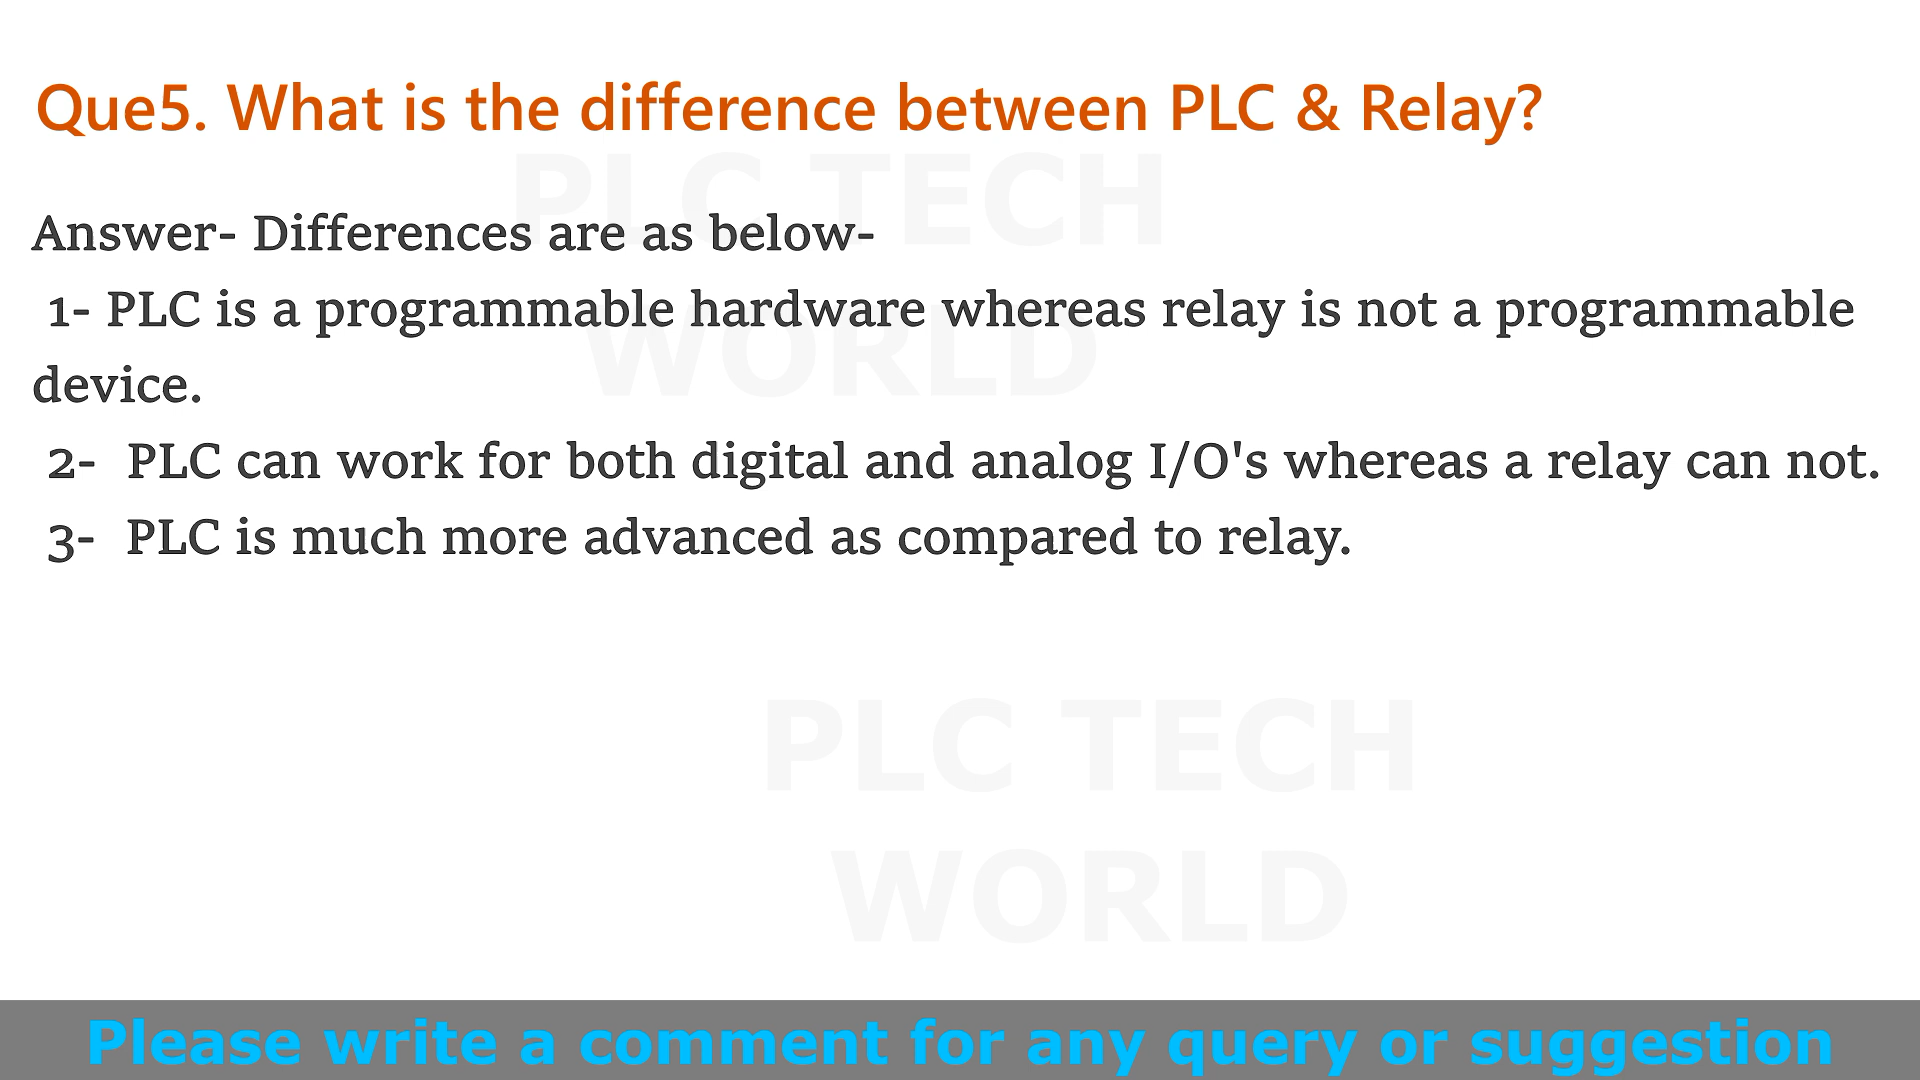 Que5. What is the difference between PLC & Relay?
PLC TECH
WORLD
Answer- Differences are as below-
1- PLC is a programmable hardware whereas relay is not a programmable
device.
2- PLC can work for both digital and analog I/O's whereas a relay can not.
3- PLC is much more advanced as compared to relay.
PLC TECH
WORLD
Please write a comment for any query or suggestion